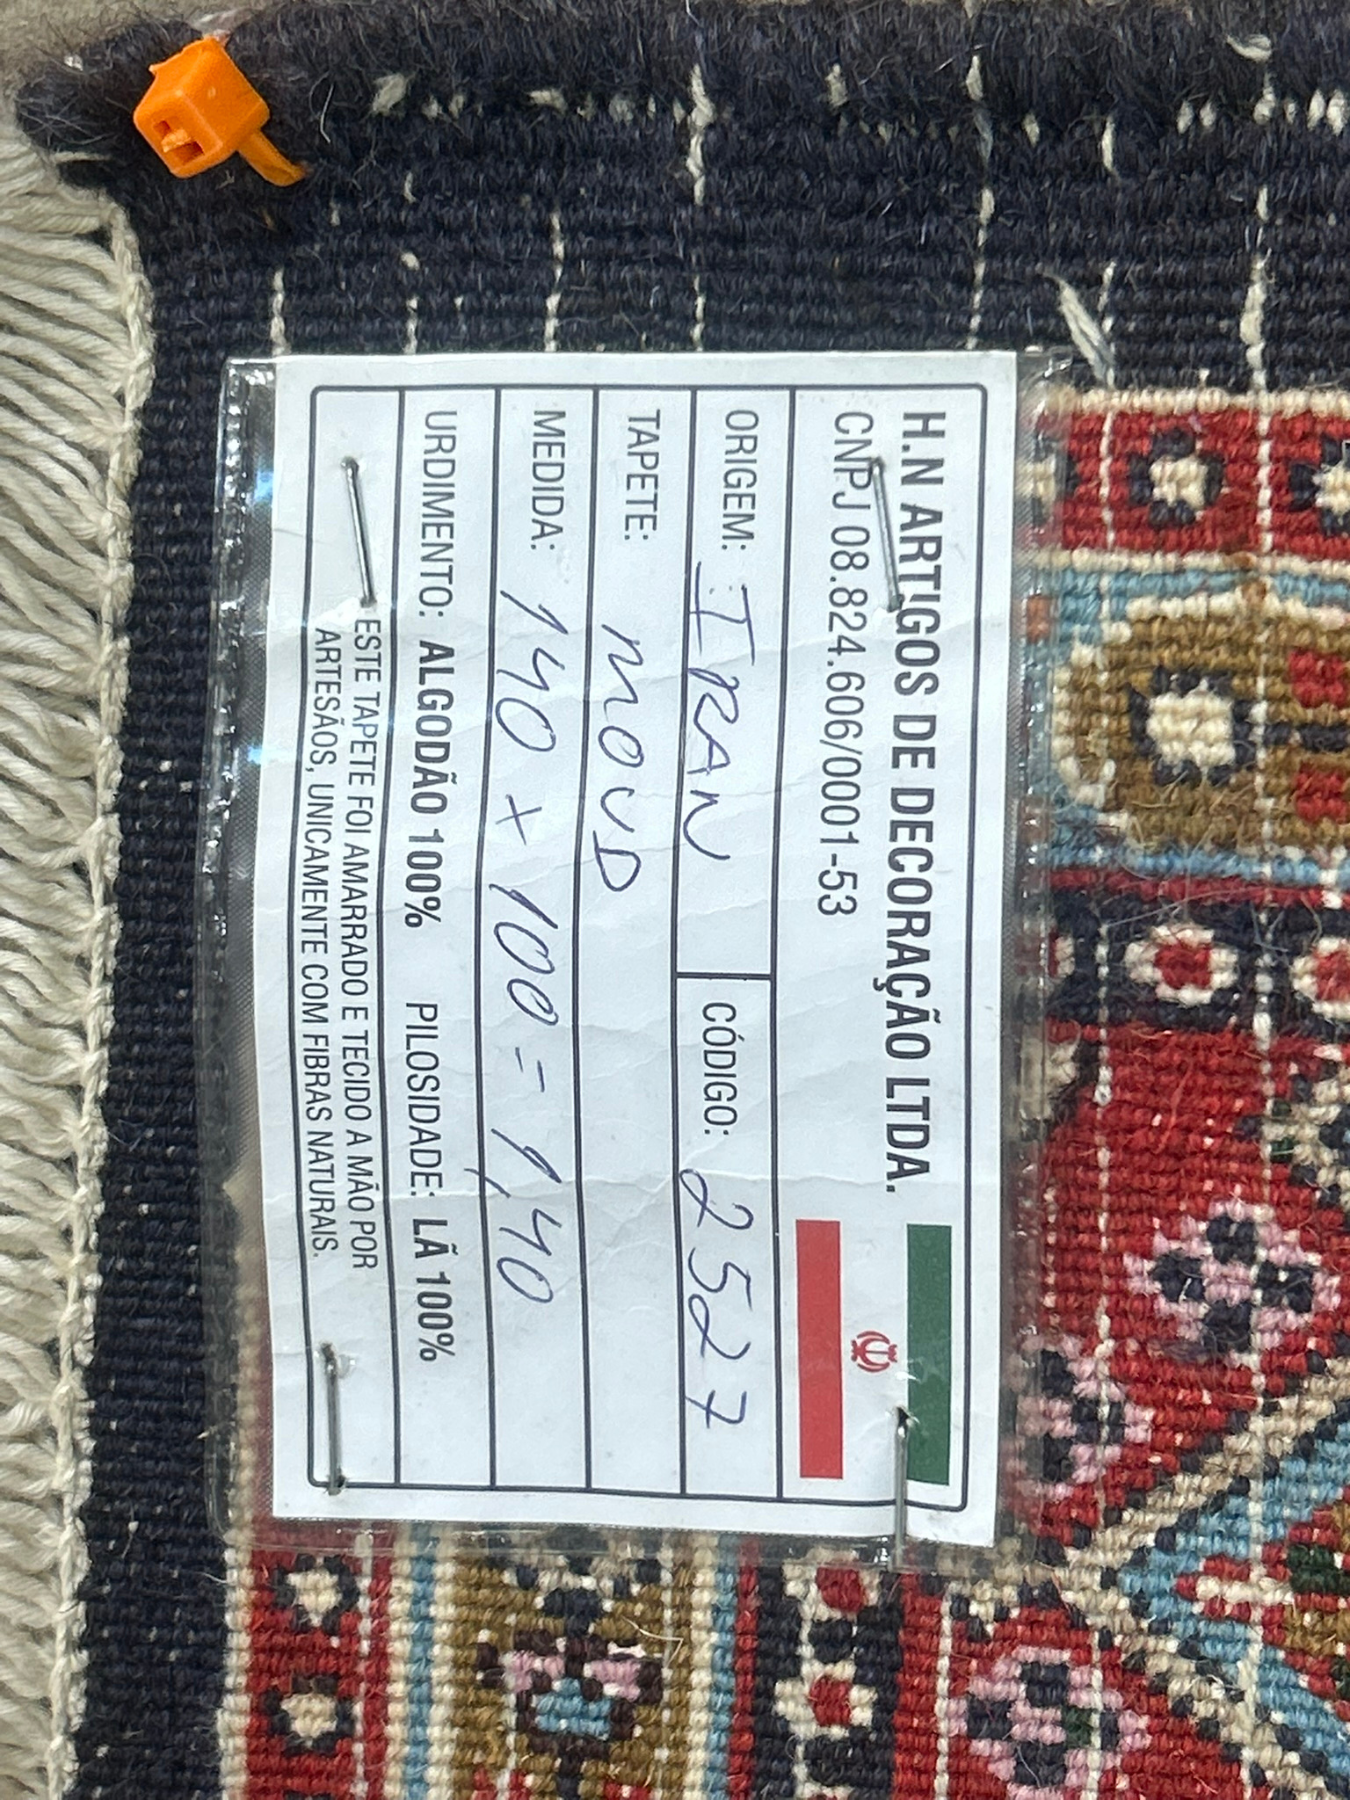 H.N ARTIGOS DE DECORAÇÃO LTDA.
CNPJ 08.824.606/0001-53
ORIGEM: IRAN CÓDIGO: 2527
TAPETE: MOUD
MEDIDA: 140 x 100 = 1,40
URDIMENTO: ALGODÃO 100% PILOSIDADE: LÃ 100%
ESTE TAPETE FOI AMARRADO E TECIDO A MÃO POR
ARTESÃOS, UNICAMENTE COM FIBRAS NATURAIS.